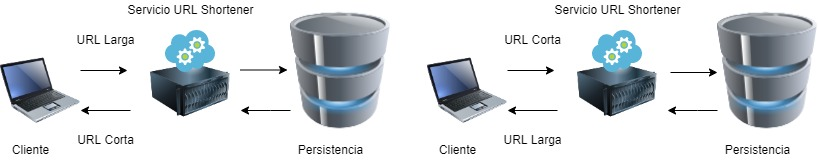 Servicio URL Shortener
URL Larga
URL Corta
Cliente
Persistencia
Servicio URL Shortener
URL Corta
URL Larga
Cliente
Persistencia